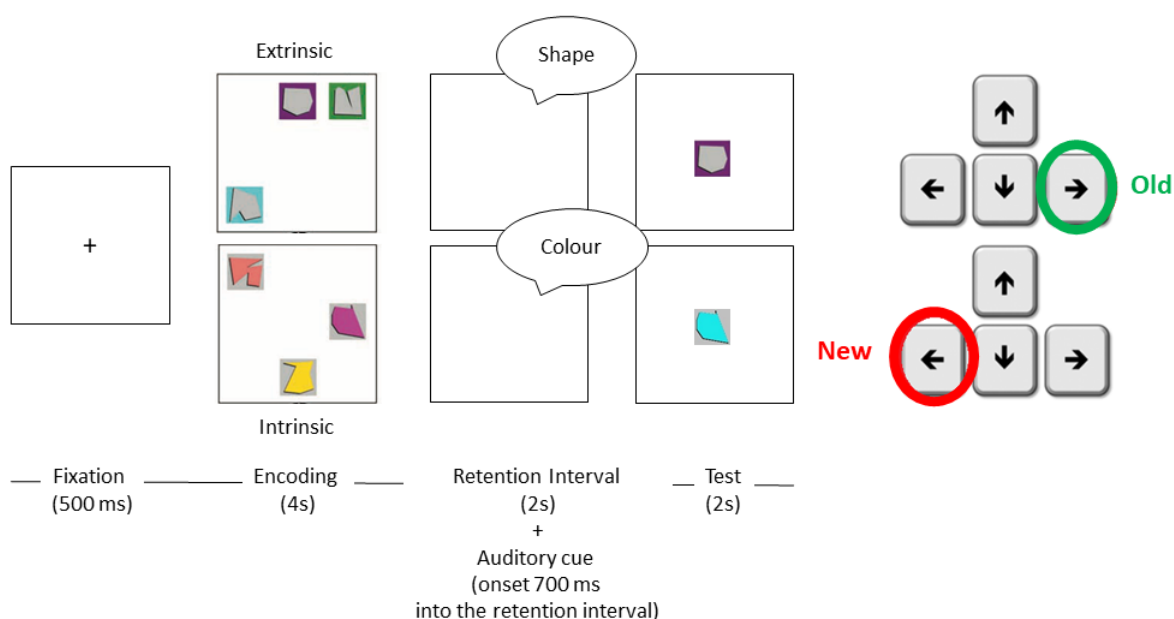 Extrinsic
Shape
Old
Colour
New
Intrinsic
Fixation
(500 ms)
Encoding
(4s)
Retention Interval
(2s)
+
Auditory cue
(onset 700 ms
into the retention interval)
Test
(2s)